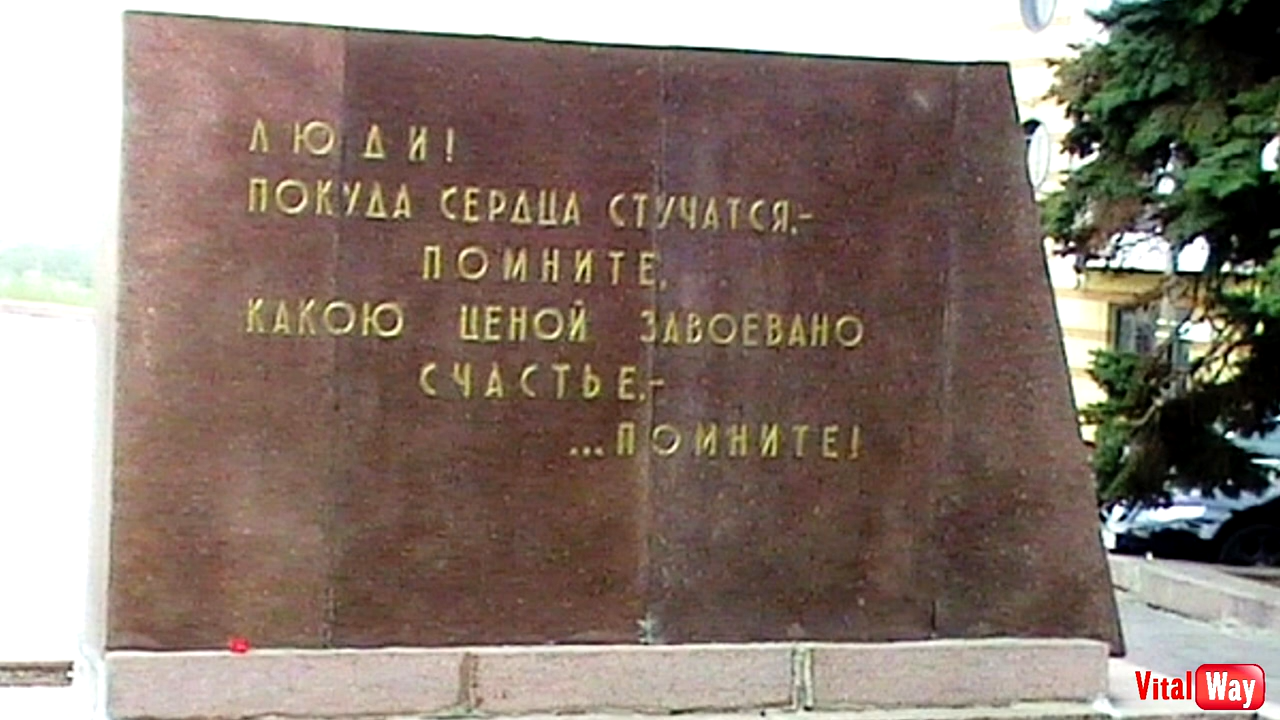 ЛЮДИ!
ПОКУДА СЕРДЦА СТУЧАТСЯ,-
ПОМНИТЕ,
КАКОЮ ЦЕНОЙ ЗАВОЕВАНО
СЧАСТЬЕ,-
...ПОМНИТЕ!
Vital Way